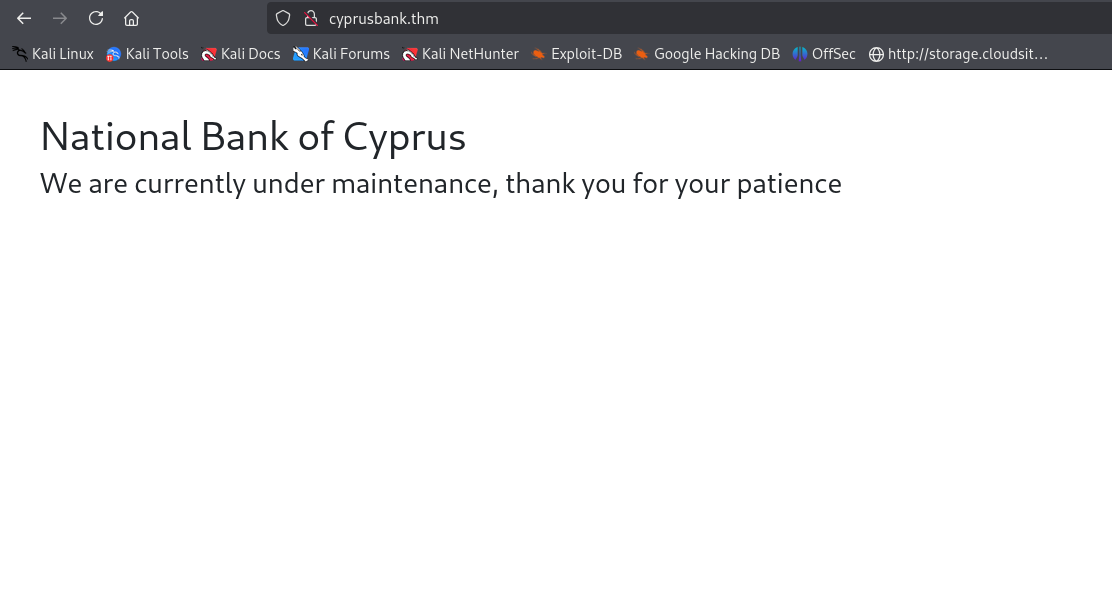 cyprusbank.thm
Kali Linux Kali Tools Kali Docs Kali Forums Kali NetHunter Exploit-DB Google Hacking DB OffSec http://storage.cloudsit...
National Bank of Cyprus
We are currently under maintenance, thank you for your patience